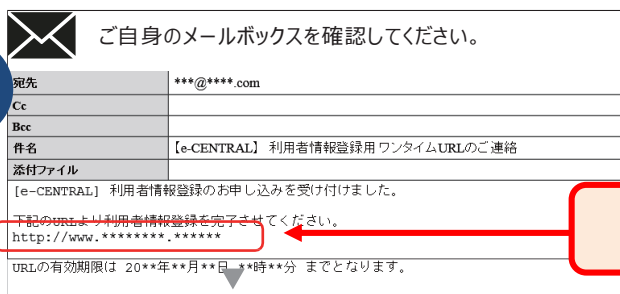 ご自身のメールボックスを確認してください。
宛先 ***@****.com
Cc
Bcc
件名 【e-CENTRAL】 利用者情報登録用ワンタイムURLのご連絡
添付ファイル
[e-CENTRAL] 利用者情報登録のお申し込みを受け付けました。
下記のURLより利用者情報登録を完了させてください。
http://www.********.******
URLの有効期限は 20**年**月**日 **時**分 までとなります。